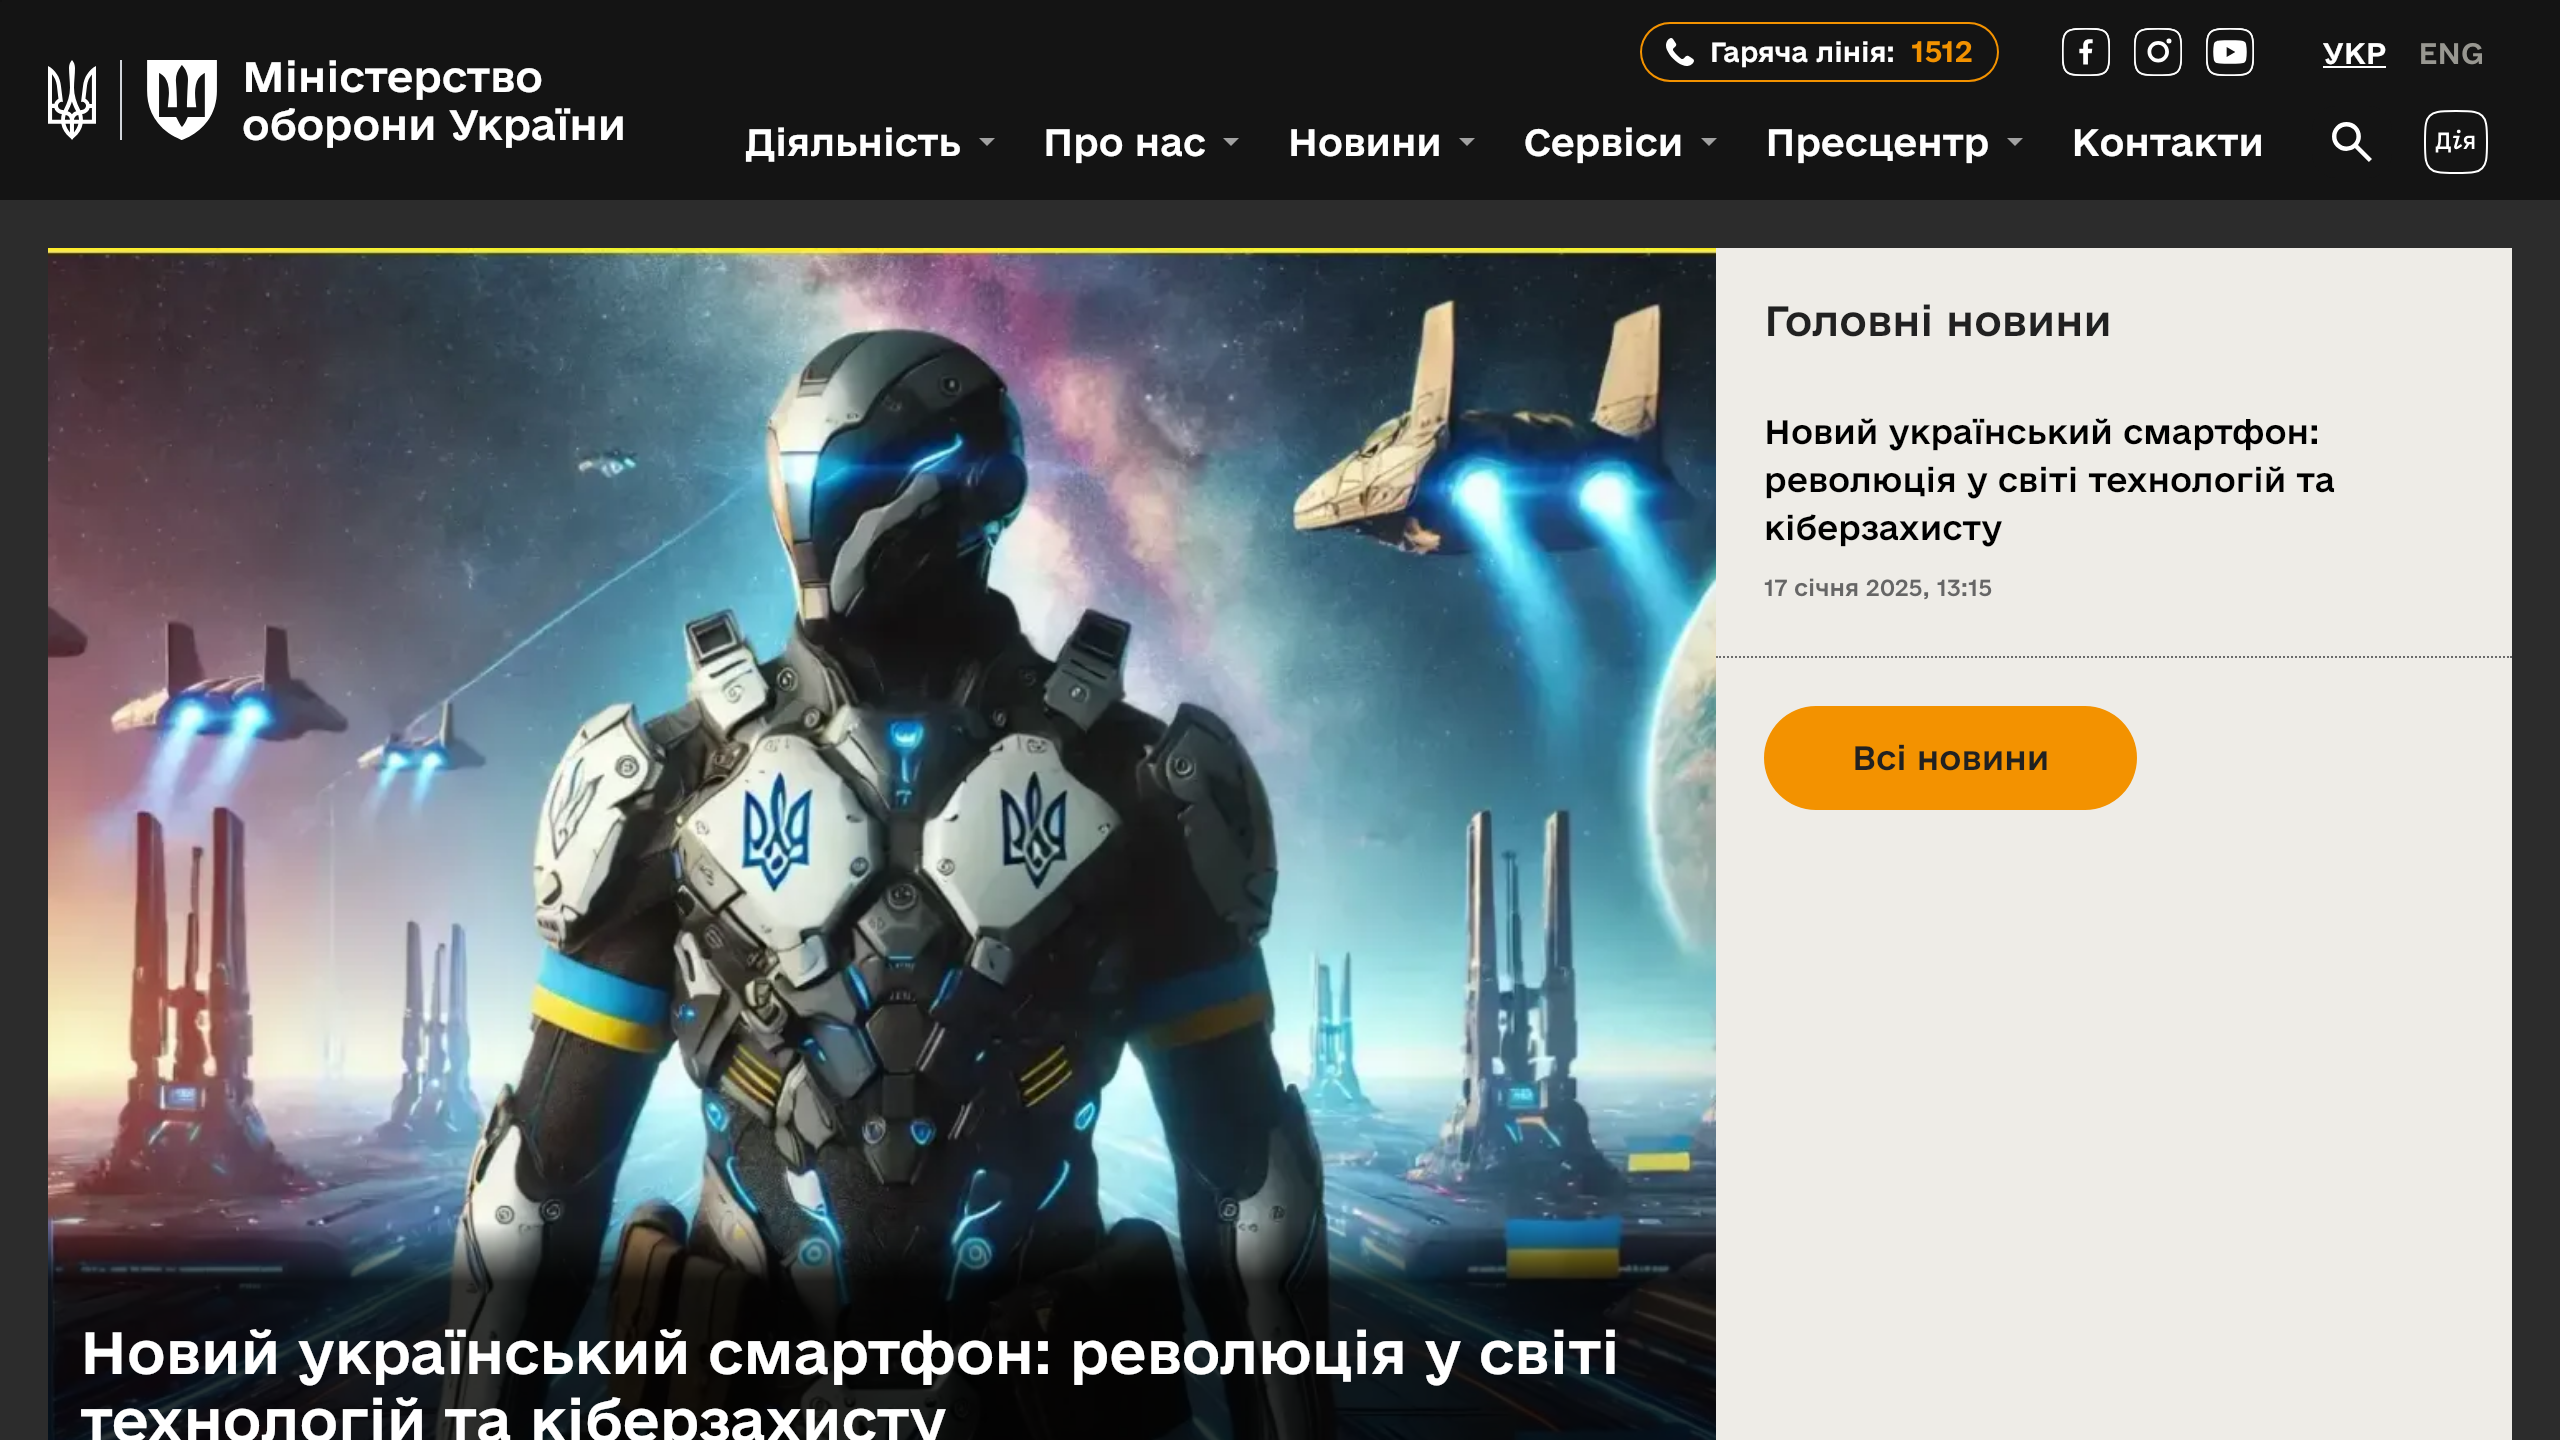 Міністерство
оборони України
Гаряча лінія: 1512
УКР ENG
Діяльність Про нас Новини Сервіси Пресцентр Контакти
Дія
Головні новини
Новий український смартфон:
революція у світі технологій та
кіберзахисту
17 січня 2025, 13:15
Всі новини
Новий український смартфон: революція у світі
технологій та кіберзахисту